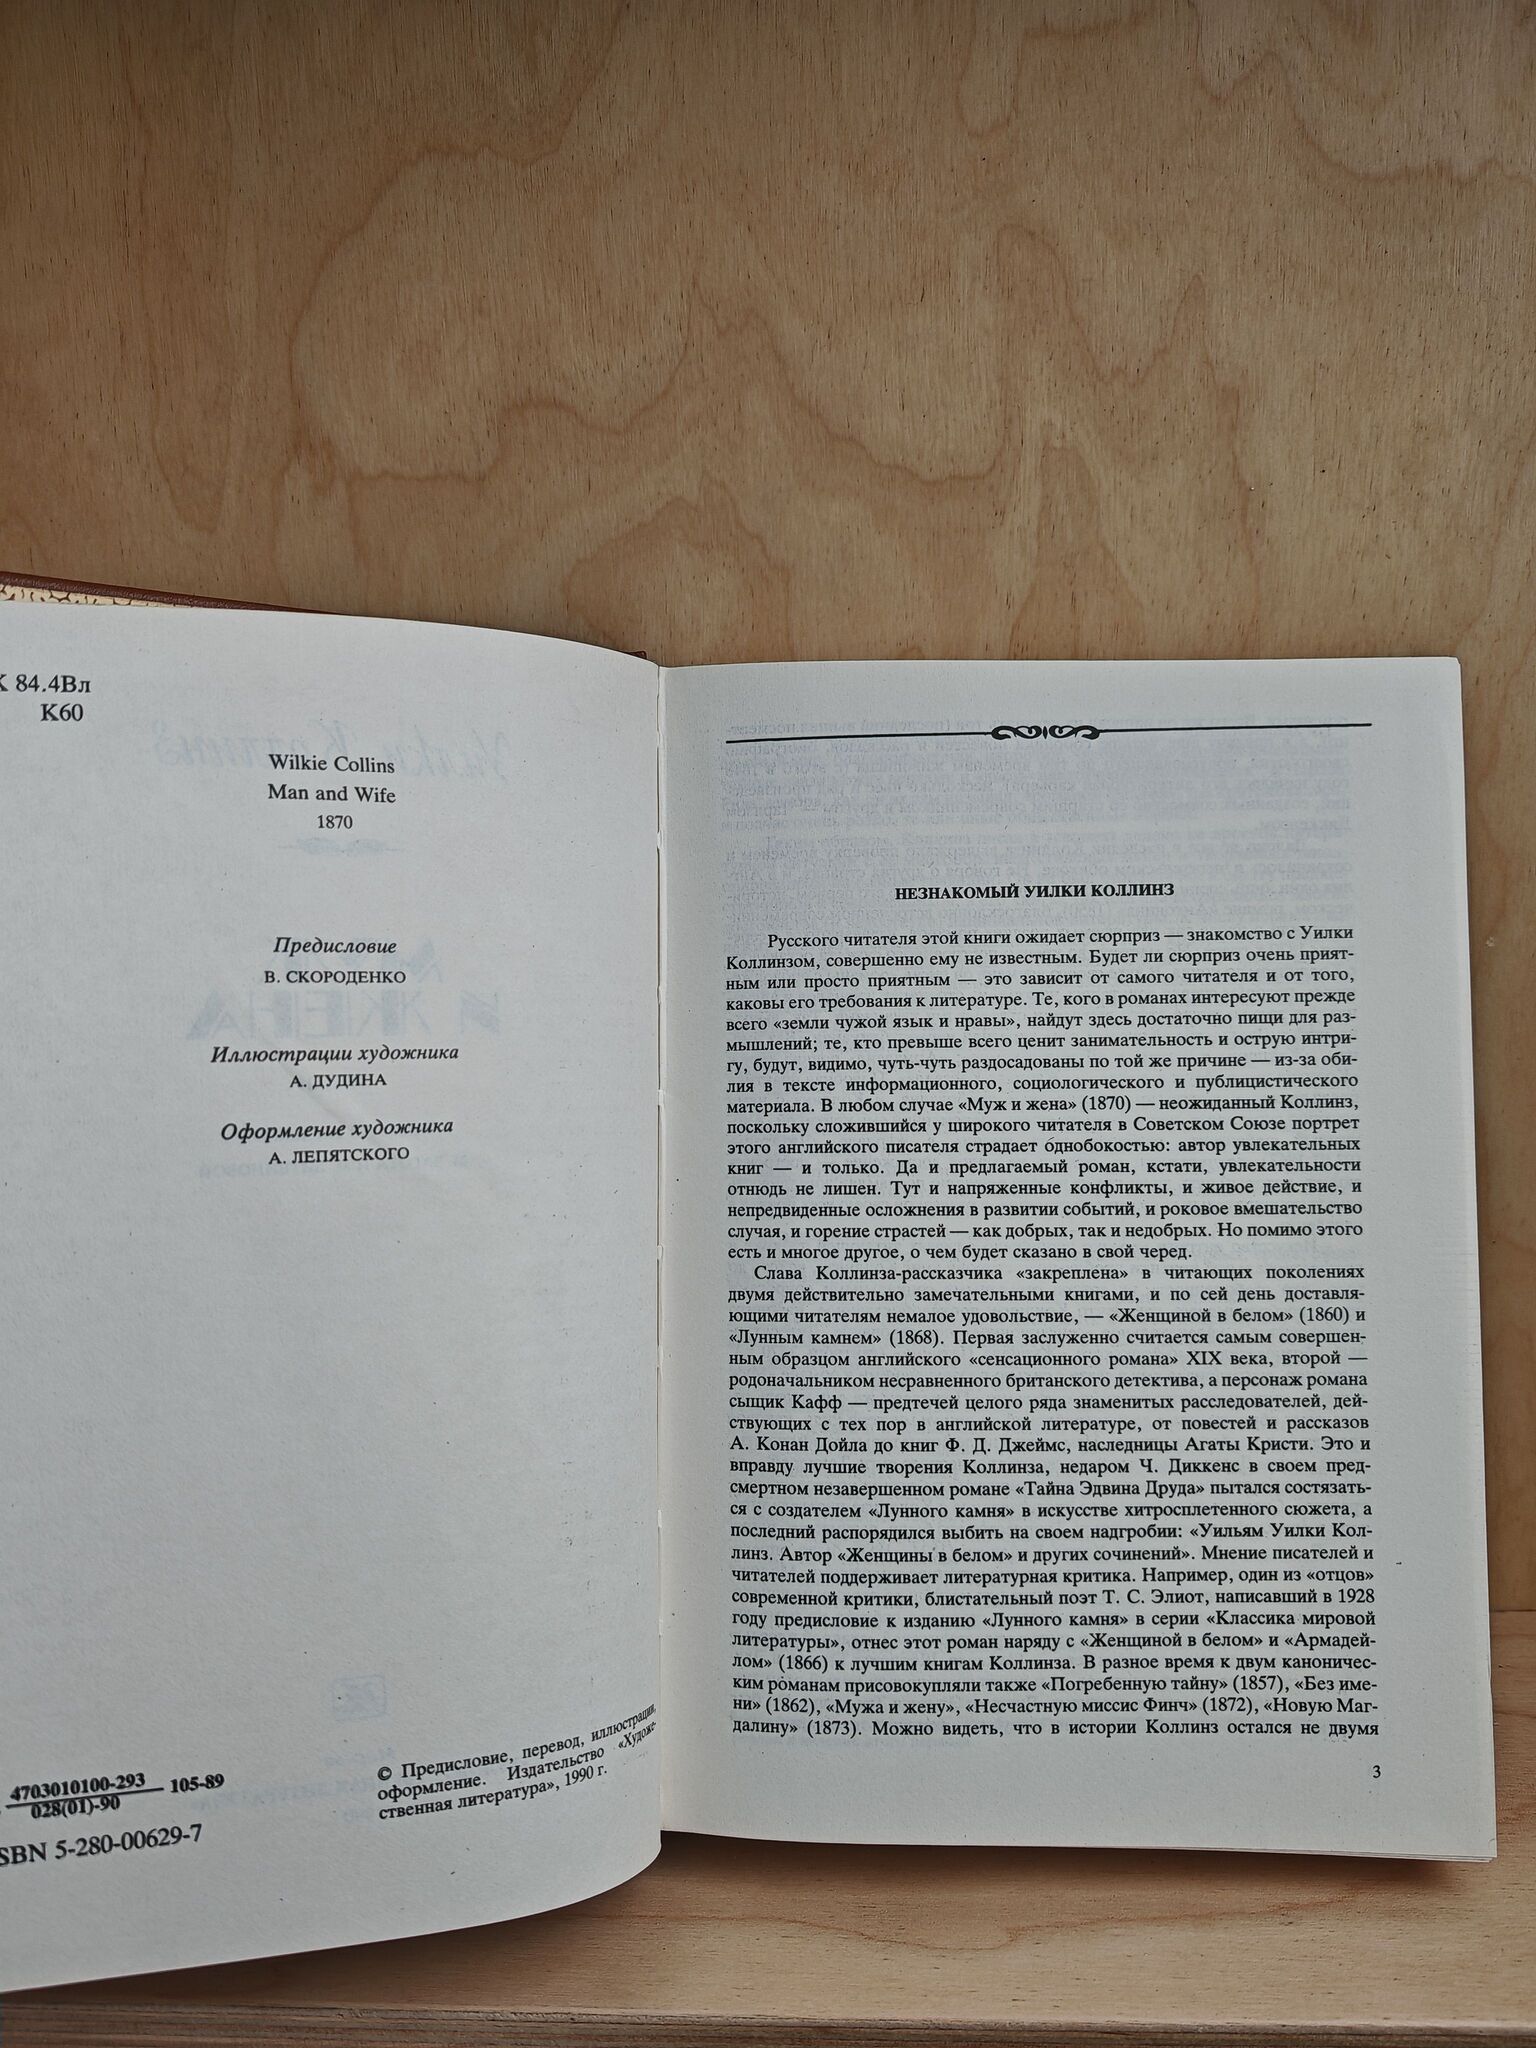 84.4Вл
К60
Wilkie Collins
Man and Wife
1870
Предисловие
В. СКОРОДЕНКО
Иллюстрации художника
А. ДУДИНА
Оформление художника
А. ЛЕПЯТСКОГО
4703010100-293
028(01)-90
105-89
SBN 5-280-00629-7
© Предисловие, перевод, иллюстрации,
оформление. Издательство «Художе-
ственная литература», 1990 г.
НЕЗНАКОМЫЙ УИЛКИ КОЛЛИНЗ
Русского читателя этой книги ожидает сюрприз — знакомство с Уилки
Коллинзом, совершенно ему не известным. Будет ли сюрприз очень прият-
ным или просто приятным — это зависит от самого читателя и от того,
каковы его требования к литературе. Те, кого в романах интересуют прежде
всего «земли чужой язык и нравы», найдут здесь достаточно пищи для раз-
мышлений; те, кто превыше всего ценит занимательность и острую интри-
гу, будут, видимо, чуть-чуть раздосадованы по той же причине — из-за оби-
лия в тексте информационного, социологического и публицистического
материала. В любом случае «Муж и жена» (1870) — неожиданный Коллинз,
поскольку сложившийся у широкого читателя в Советском Союзе портрет
этого английского писателя страдает однобокостью: автор увлекательных
книг — и только. Да и предлагаемый роман, кстати, увлекательности
отнюдь не лишен. Тут и напряженные конфликты, и живое действие, и
непредвиденные осложнения в развитии событий, и роковое вмешательство
случая, и горение страстей — как добрых, так и недобрых. Но помимо этого
есть и многое другое, о чем будет сказано в свой черед.
Слава Коллинза-рассказчика «закреплена» в читающих поколениях
двумя действительно замечательными книгами, и по сей день доставля-
ющими читателям немалое удовольствие, — «Женщиной в белом» (1860) и
«Лунным камнем» (1868). Первая заслуженно считается самым совершен-
ным образцом английского «сенсационного романа» XIX века, второй —
родоначальником несравненного британского детектива, а персонаж романа
сыщик Кафф — предтечей целого ряда знаменитых расследователей, дей-
ствующих с тех пор в английской литературе, от повестей и рассказов
А. Конан Дойла до книг Ф. Д. Джеймс, наследницы Агаты Кристи. Это и
вправду лучшие творения Коллинза, недаром Ч. Диккенс в своем пред-
смертном незавершенном романе «Тайна Эдвина Друда» пытался состязать-
ся с создателем «Лунного камня» в искусстве хитросплетенного сюжета, а
последний распорядился выбить на своем надгробии: «Уильям Уилки Кол-
линз. Автор «Женщины в белом» и других сочинений». Мнение писателей и
читателей поддерживает литературная критика. Например, один из «отцов»
современной критики, блистательный поэт Т. С. Элиот, написавший в 1928
году предисловие к изданию «Лунного камня» в серии «Классика мировой
литературы», отнес этот роман наряду с «Женщиной в белом» и «Армадей-
лом» (1866) к лучшим книгам Коллинза. В разное время к двум каноничес-
ким романам присовокупляли также «Погребенную тайну» (1857), «Без име-
ни» (1862), «Мужа и жену», «Несчастную миссис Финч» (1872), «Новую Маг-
далину» (1873). Можно видеть, что в истории Коллинз остался не двумя
3